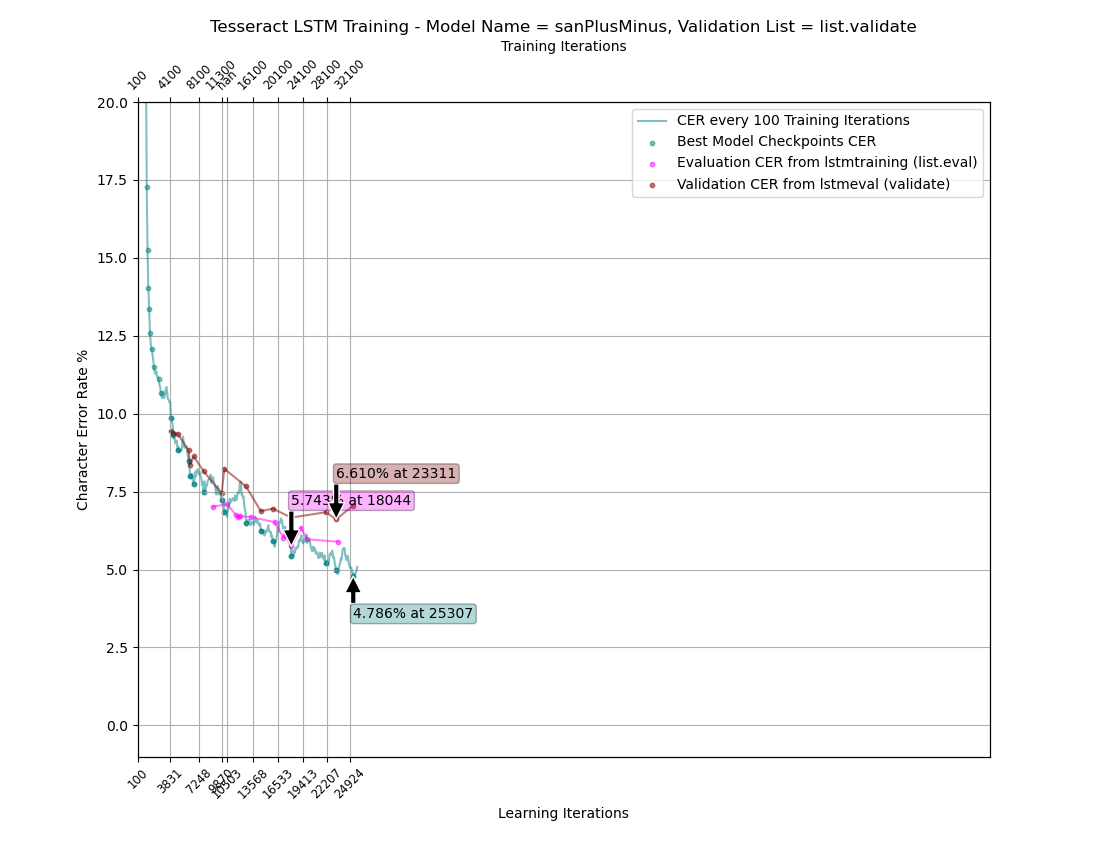 Tesseract LSTM Training - Model Name = sanPlusMinus, Validation List = list.validate
Training Iterations
100 4100 8100 11300 nan 16100 20100 24100 28100 32100
CER every 100 Training Iterations
Best Model Checkpoints CER
Evaluation CER from lstmtraining (list.eval)
Validation CER from lstmeval (validate)
20.0
17.5
15.0
12.5
10.0
7.5
5.0
2.5
0.0
Character Error Rate %
6.610% at 23311
5.743% at 18044
4.786% at 25307
100 3831 7248 9870 10503 13568 16533 19413 22207 24924
Learning Iterations